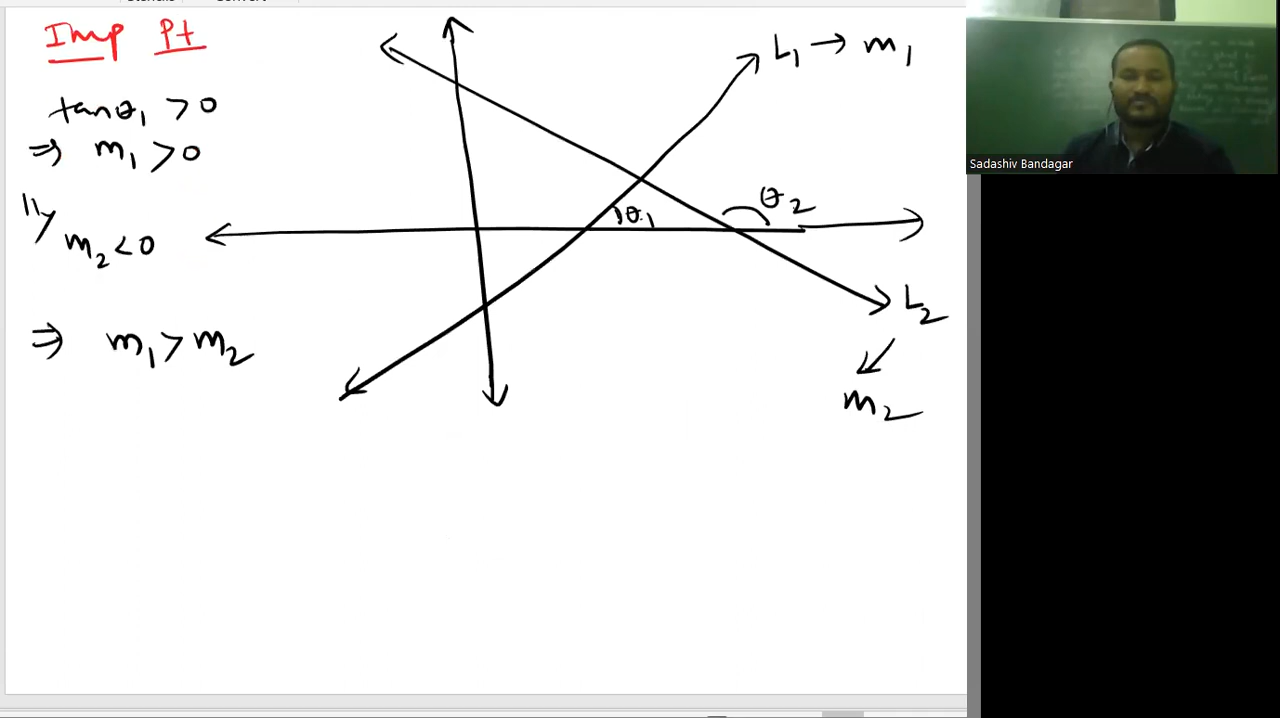 Imp Pt
tanθ₁ > 0
⇒ m₁ > 0
||ly m₂ < 0
⇒ m₁ > m₂
L₁ → m₁
θ₁
θ₂
L₂
m₂
Sadashiv Bandagar